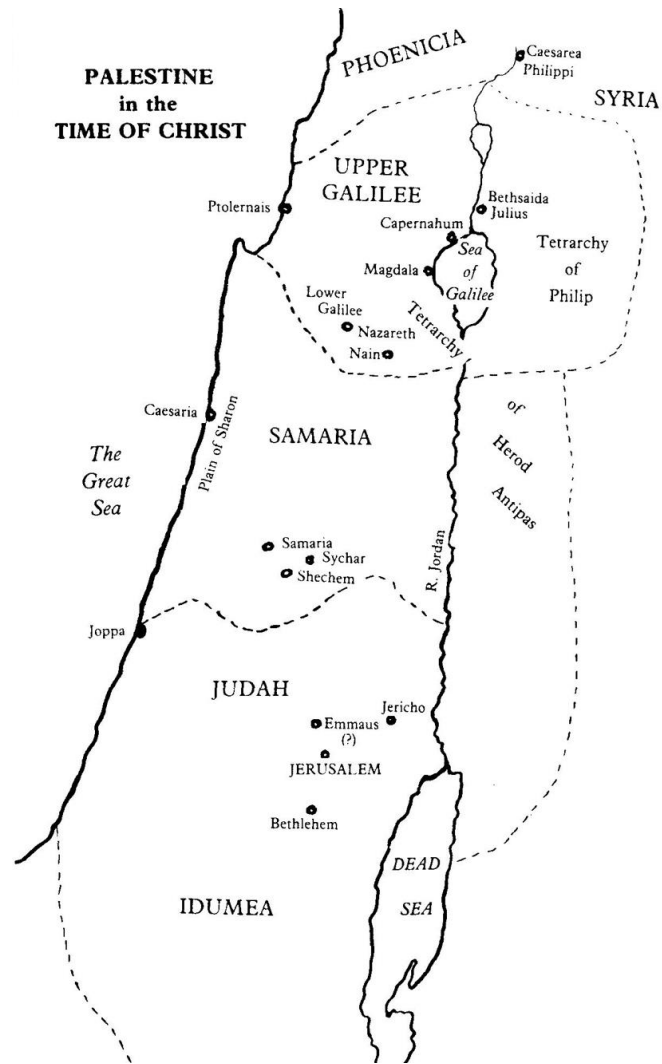 PALESTINE
in the
TIME OF CHRIST
PHOENICIA
Caesarea
Philippi
SYRIA
UPPER
GALILEE
Ptolernais
Bethsaida
Julius
Capernahum
Sea
of
Galilee
Magdala
Tetrarchy
of
Philip
Lower
Galilee
Nazareth
Nain
Tetrarchy
of
Herod
Antipas
Caesaria
Plain of Sharon
The
Great
Sea
SAMARIA
Samaria
Sychar
Shechem
R. Jordan
Joppa
JUDAH
Jericho
Emmaus
(?)
JERUSALEM
Bethlehem
DEAD
SEA
IDUMEA